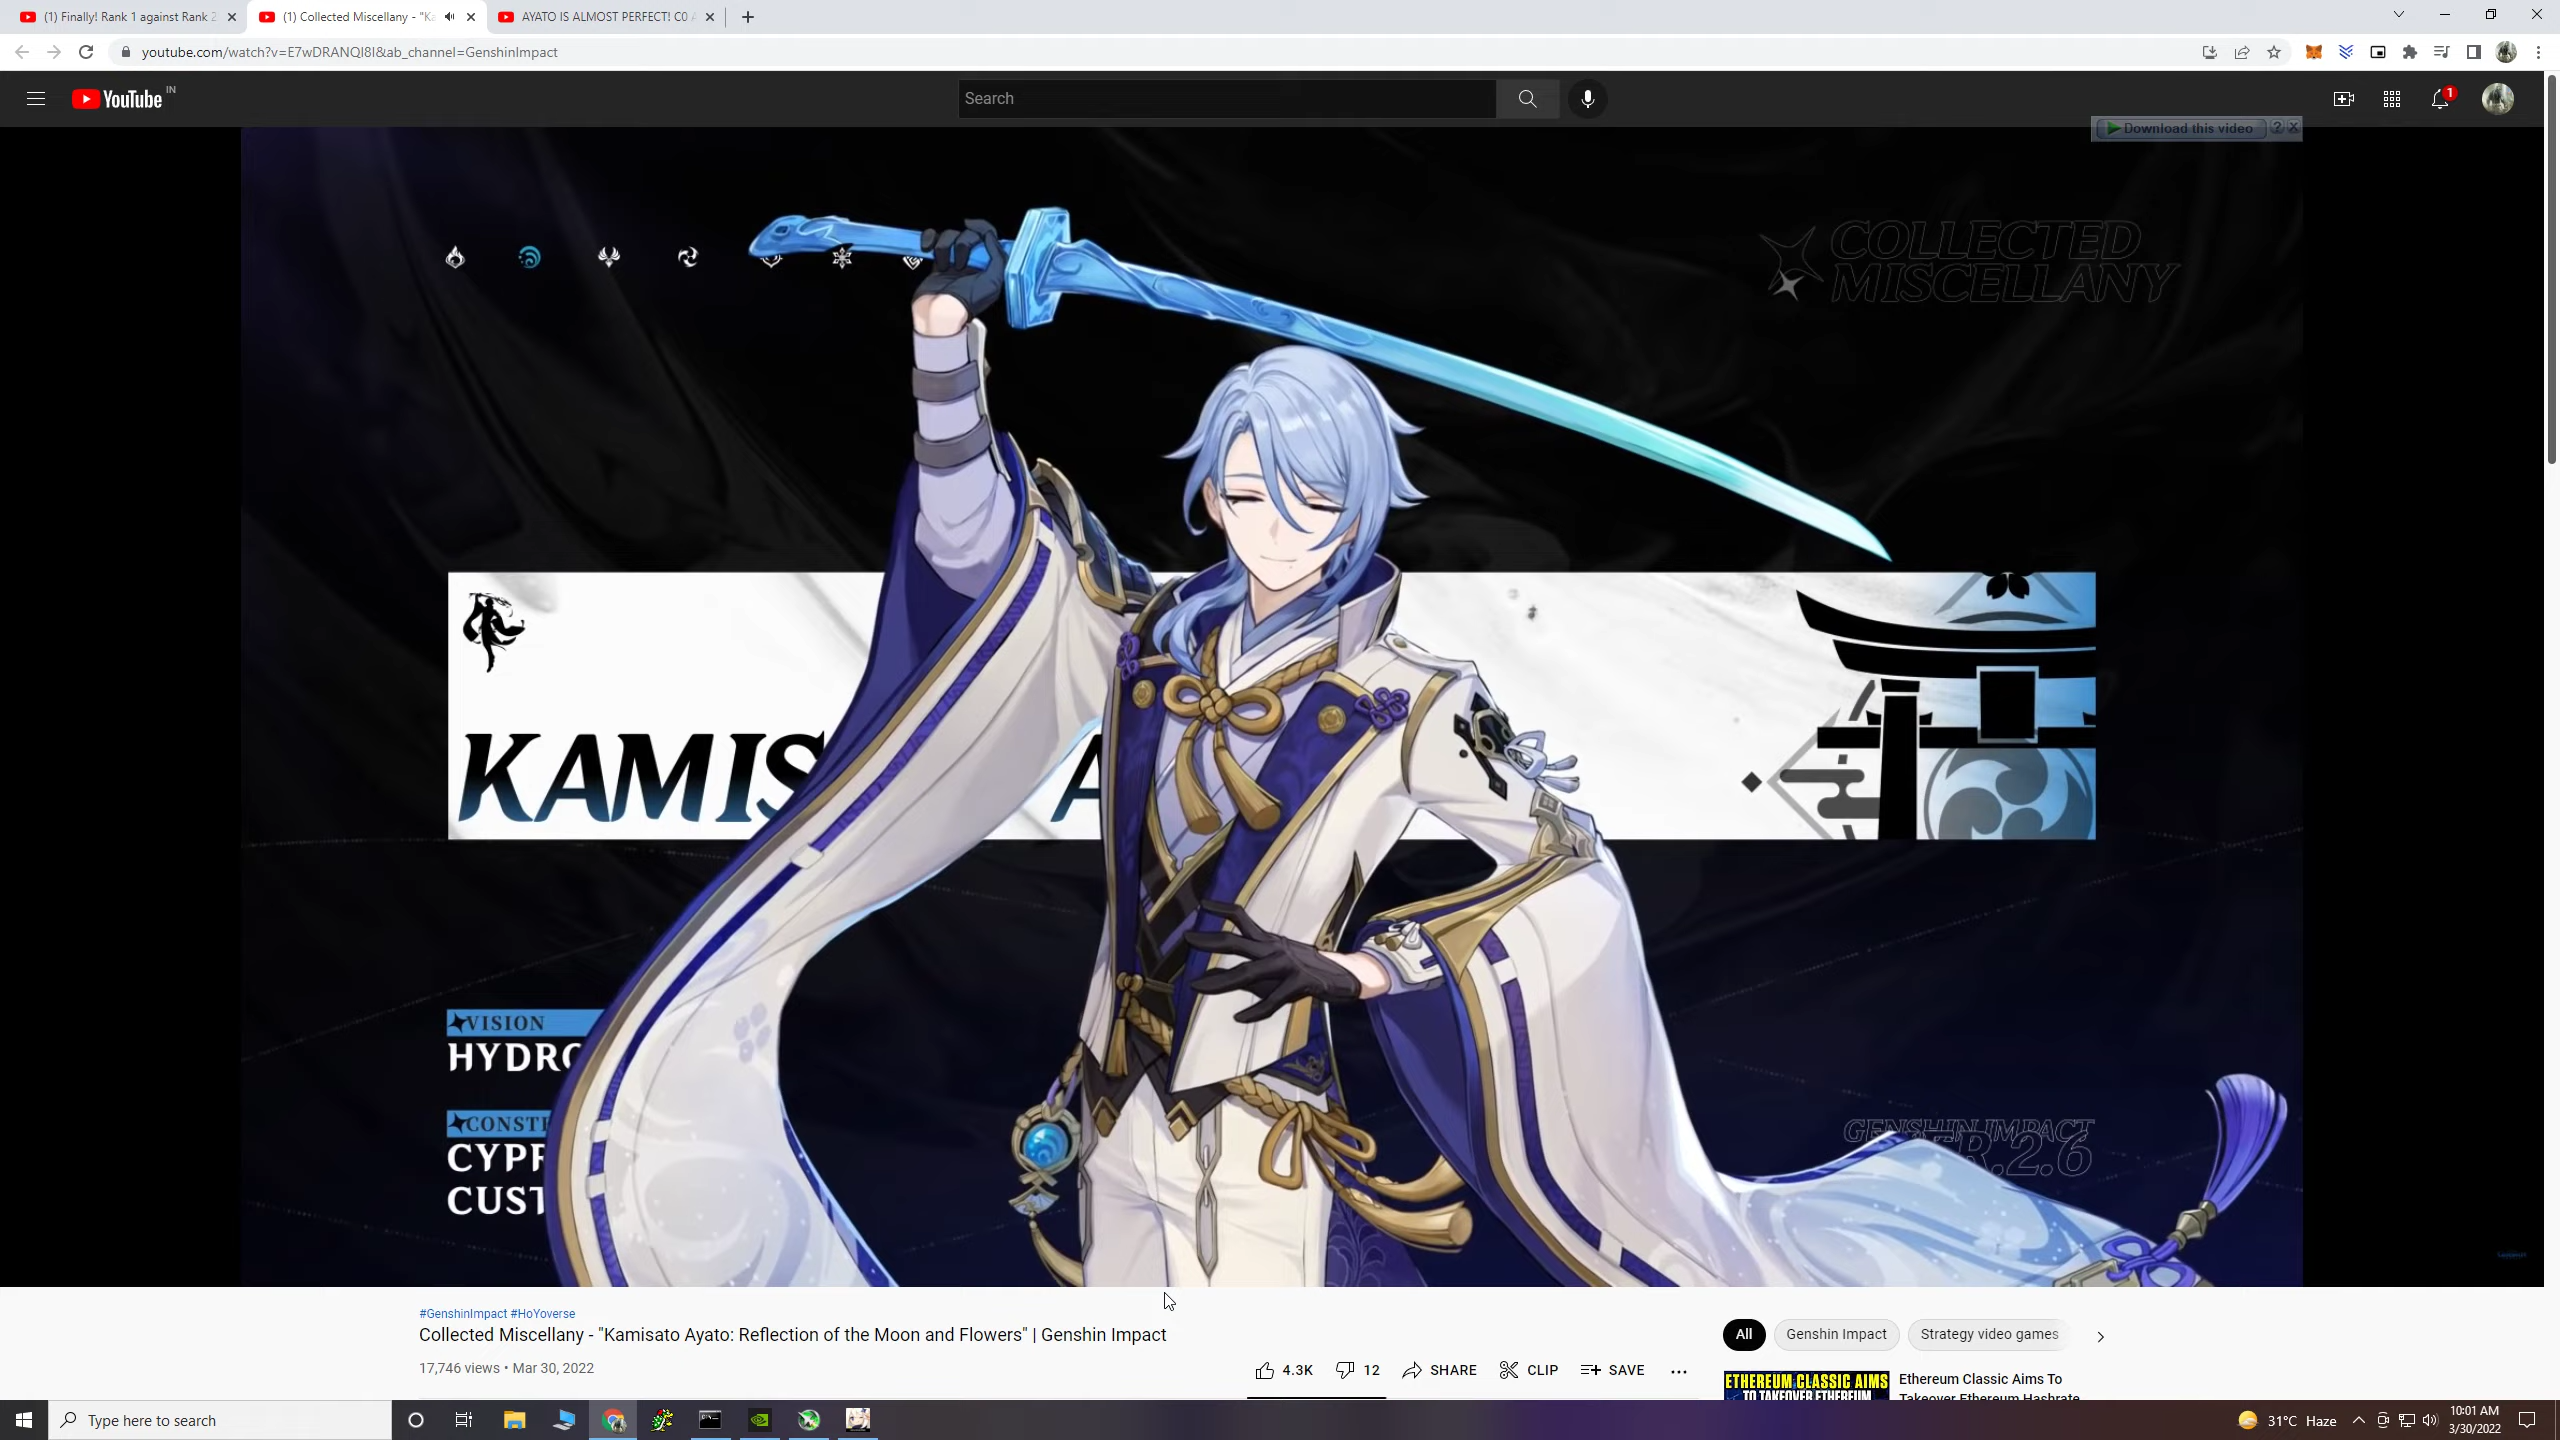 (1) Finally! Rank 1 against Rank 2
(1) Collected Miscellany - "Ka
AYATO IS ALMOST PERFECT! C0
youtube.com/watch?v=E7wDRANQI8I&ab_channel=GenshinImpact
YouTube IN
Search
1
Download this video
COLLECTED
MISCELLANY
KAMIS A
VISION
HYDRO
CONST
CYPR
CUST
GENSHIN IMPACT
ER.2.6
#GenshinImpact #HoYoverse
Collected Miscellany - "Kamisato Ayato: Reflection of the Moon and Flowers" | Genshin Impact
17,746 views • Mar 30, 2022
4.3K
12
SHARE
CLIP
SAVE
All
Genshin Impact
Strategy video games
ETHEREUM CLASSIC AIMS
TO TAKEOVER ETHEREUM
Ethereum Classic Aims To
Takeover Ethereum Hashrate
Type here to search
31°C Haze
10:01 AM
3/30/2022